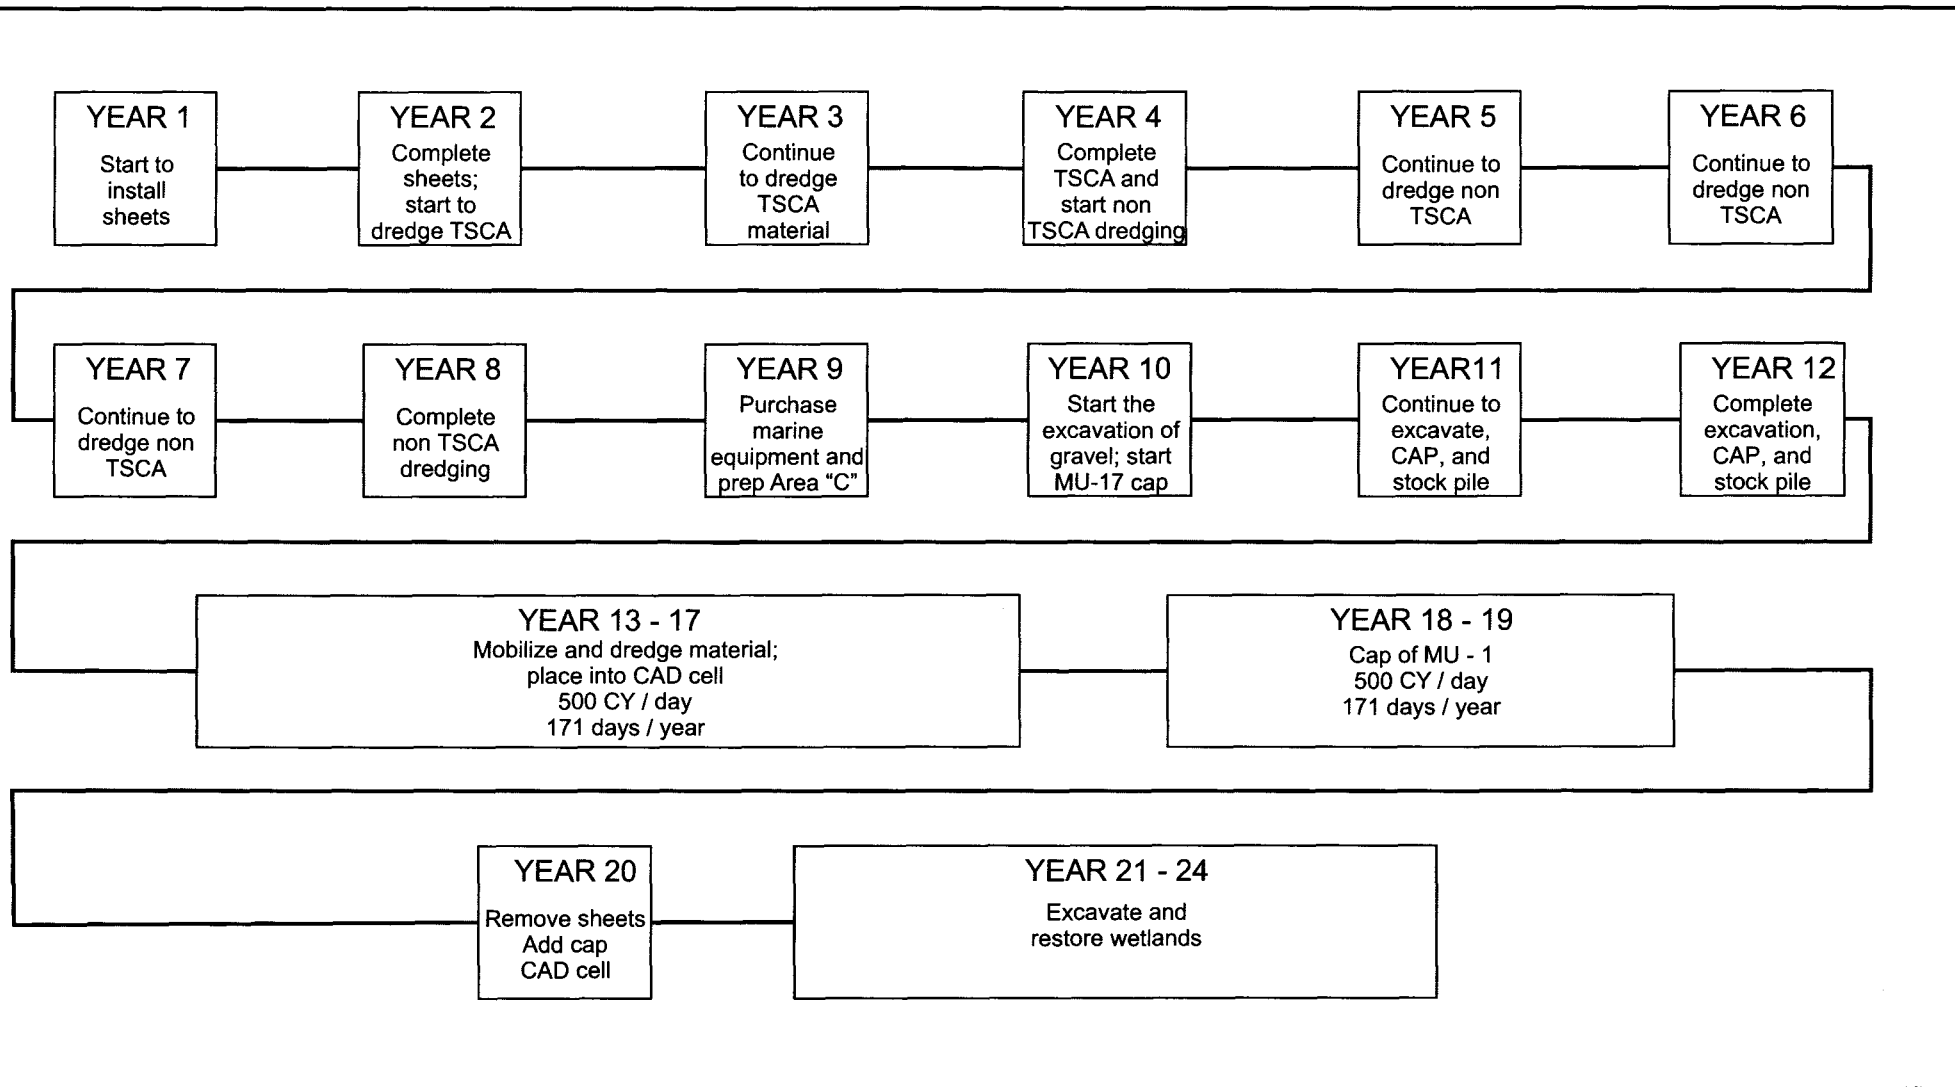 YEAR 1
Start to
install
sheets
YEAR 2
Complete
sheets;
start to
dredge TSCA
YEAR 3
Continue
to dredge
TSCA
material
YEAR 4
Complete
TSCA and
start non
TSCA dredging
YEAR 5
Continue to
dredge non
TSCA
YEAR 6
Continue to
dredge non
TSCA
YEAR 7
Continue to
dredge non
TSCA
YEAR 8
Complete
non TSCA
dredging
YEAR 9
Purchase
marine
equipment and
prep Area “C”
YEAR 10
Start the
excavation of
gravel; start
MU-17 cap
YEAR11
Continue to
excavate,
CAP, and
stock pile
YEAR 12
Complete
excavation,
CAP, and
stock pile
YEAR 13 - 17
Mobilize and dredge material;
place into CAD cell
500 CY / day
171 days / year
YEAR 18 - 19
Cap of MU - 1
500 CY / day
171 days / year
YEAR 20
Remove sheets
Add cap
CAD cell
YEAR 21 - 24
Excavate and
restore wetlands